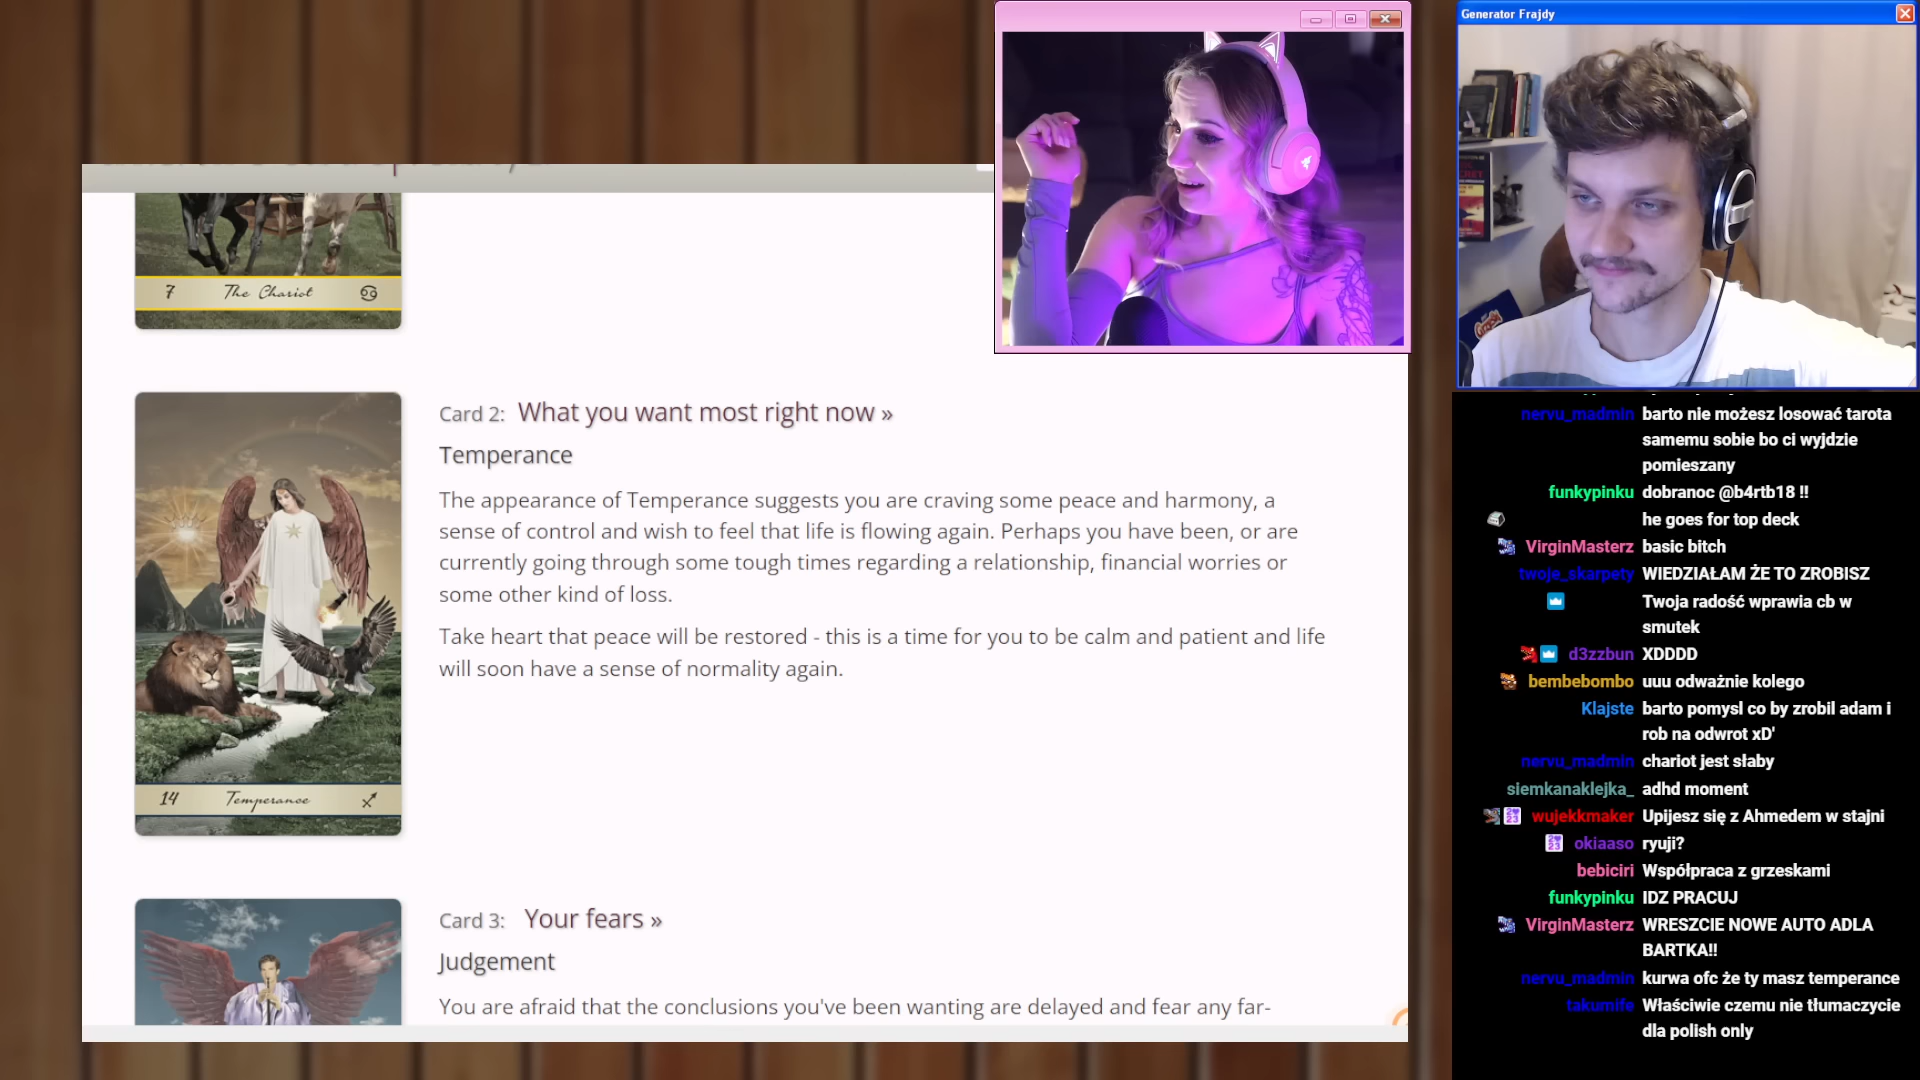 Generator Frajdy
7 The Chariot
Card 2: What you want most right now »
Temperance
The appearance of Temperance suggests you are craving some peace and harmony, a
sense of control and wish to feel that life is flowing again. Perhaps you have been, or are
currently going through some tough times regarding a relationship, financial worries or
some other kind of loss.
Take heart that peace will be restored - this is a time for you to be calm and patient and life
will soon have a sense of normality again.
14 Temperance
Card 3: Your fears »
Judgement
You are afraid that the conclusions you've been wanting are delayed and fear any far-
nervu_madmin barto nie możesz losować tarota
samemu sobie bo ci wyjdzie
pomieszany
funkypinku dobranoc @b4rtb18 !!
he goes for top deck
VirginMasterz basic bitch
twoje_skarpety WIEDZIAŁAM ŻE TO ZROBISZ
Twoja radość wprawia cb w
smutek
d3zzbun XDDDD
bembebombo uuu odważnie kolego
Klajste barto pomysl co by zrobil adam i
rob na odwrot xD'
nervu_madmin chariot jest słaby
siemkanaklejka_ adhd moment
wujekkmaker Upijesz się z Ahmedem w stajni
okiaaso ryuji?
bebiciri Współpraca z grzeskami
funkypinku IDZ PRACUJ
VirginMasterz WRESZCIE NOWE AUTO ADLA
BARTKA!!
nervu_madmin kurwa ofc że ty masz temperance
takumife Właściwie czemu nie tłumaczycie
dla polish only